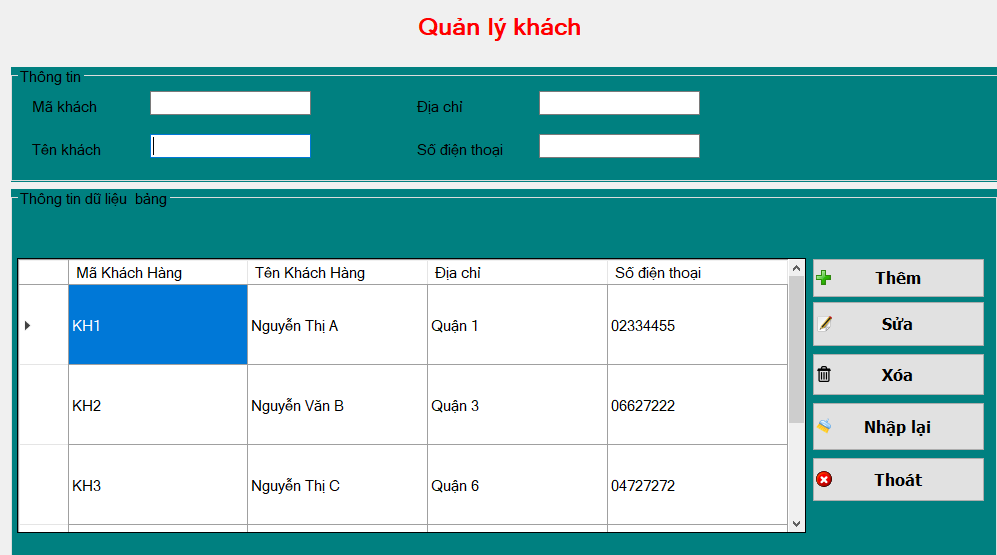 Quản lý khách
Thông tin
Mã khách Địa chỉ
Tên khách Số điện thoại
Thông tin dữ liệu  bảng
Mã Khách Hàng Tên Khách Hàng Địa chỉ Số điện thoại
KH1 Nguyễn Thị A Quận 1 02334455
KH2 Nguyễn Văn B Quận 3 06627222
KH3 Nguyễn Thị C Quận 6 04727272
Thêm
Sửa
Xóa
Nhập lại
Thoát